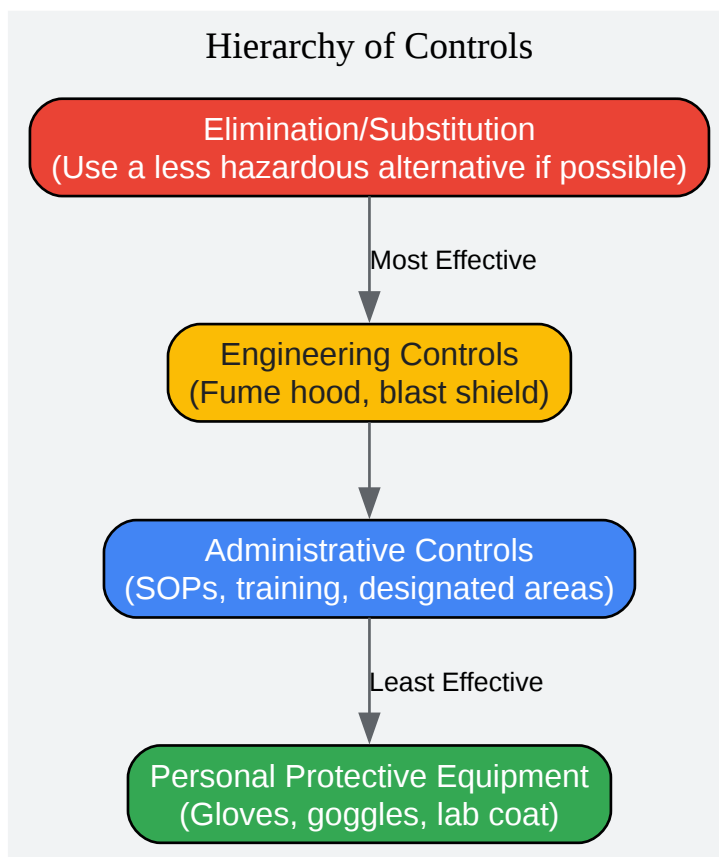 Hierarchy of Controls
Elimination/Substitution
(Use a less hazardous alternative if possible)
Most Effective
Engineering Controls
(Fume hood, blast shield)
Administrative Controls
(SOPs, training, designated areas)
Least Effective
Personal Protective Equipment
(Gloves, goggles, lab coat)